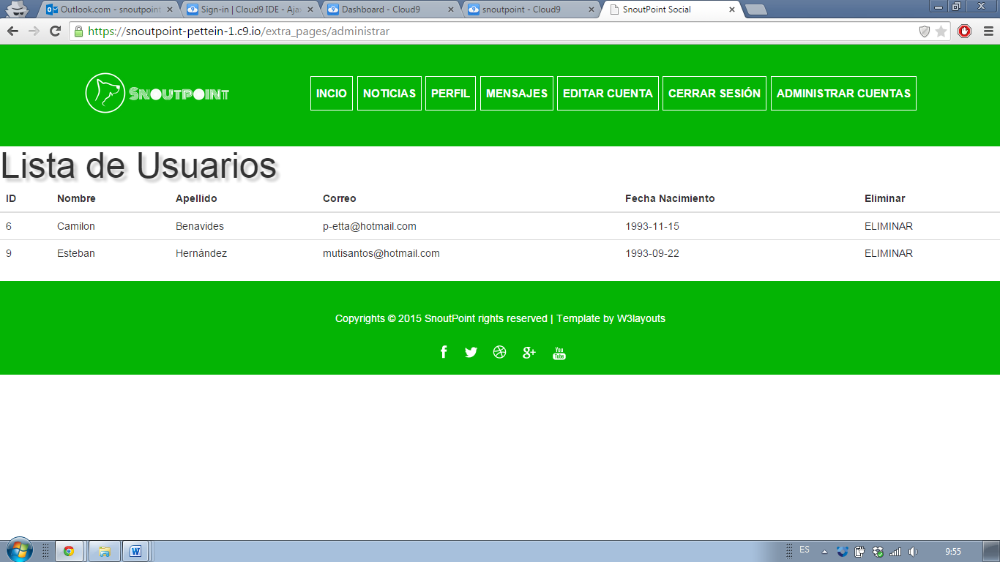 Outlook.com - snoutpoint
Sign-in | Cloud9 IDE - Aja
Dashboard - Cloud9
snoutpoint - Cloud9
SnoutPoint Social
https://snoutpoint-pettein-1.c9.io/extra_pages/administrar
SNOUTPOINT
INCIO
NOTICIAS
PERFIL
MENSAJES
EDITAR CUENTA
CERRAR SESIÓN
ADMINISTRAR CUENTAS
Lista de Usuarios
ID Nombre Apellido Correo Fecha Nacimiento Eliminar
6 Camilon Benavides p-etta@hotmail.com 1993-11-15 ELIMINAR
9 Esteban Hernández mutisantos@hotmail.com 1993-09-22 ELIMINAR
Copyrights © 2015 SnoutPoint rights reserved | Template by W3layouts
You Tube
ES 9:55